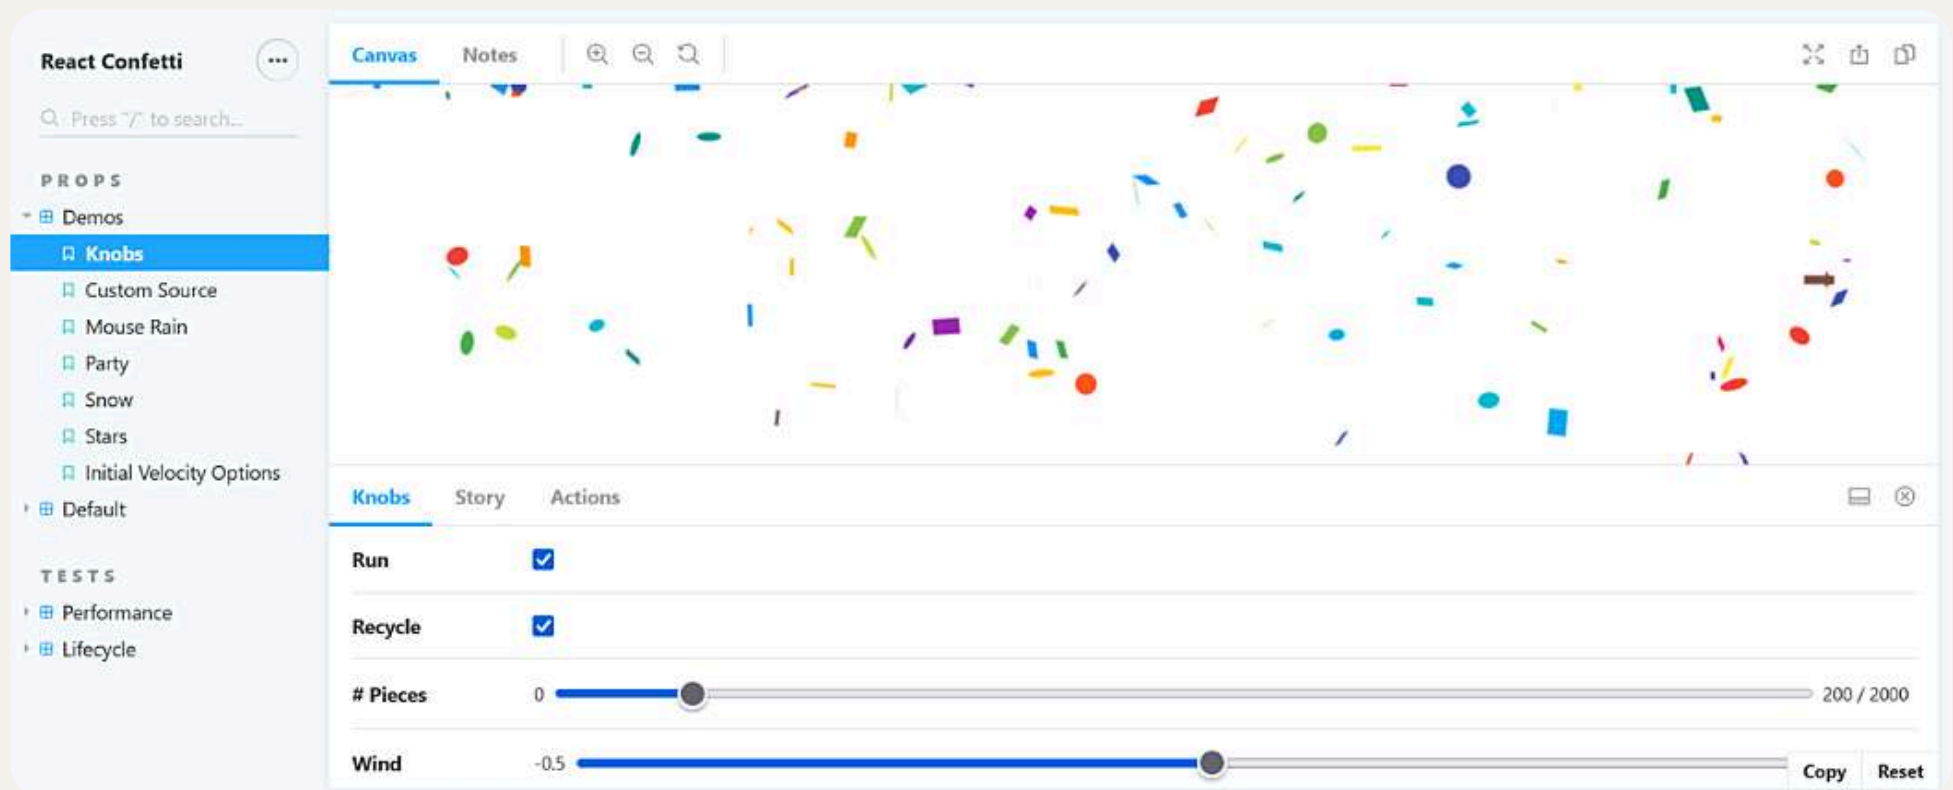 React Confetti
Press "/" to search...
PROPS
Demos
Knobs
Custom Source
Mouse Rain
Party
Snow
Stars
Initial Velocity Options
Default
TESTS
Performance
Lifecycle
Canvas Notes
Knobs Story Actions
Run
Recycle
# Pieces 0 200 / 2000
Wind -0.5
Copy Reset